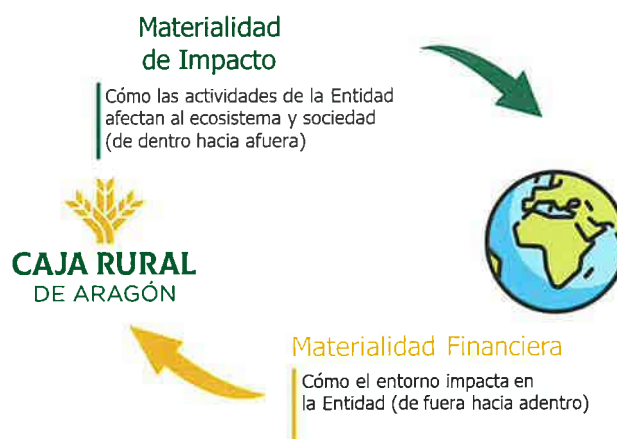 Materialidad
de Impacto
Cómo las actividades de la Entidad
afectan al ecosistema y sociedad
(de dentro hacia afuera)
CAJA RURAL
DE ARAGÓN
Materialidad Financiera
Cómo el entorno impacta en
la Entidad (de fuera hacia adentro)